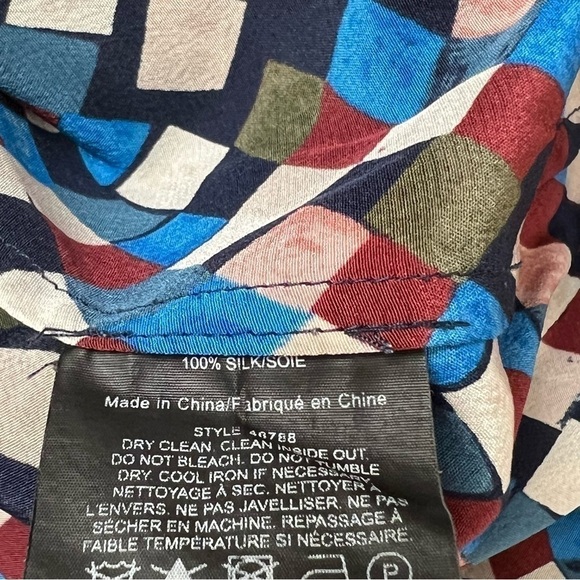 100% SILK/SOIE
Made in China/Fabriqué en Chine
STYLE
DRY CLEAN. CLEAN INSIDE OUT.
DO NOT BLEACH. DO NOT TUMBLE
DRY. COOL IRON IF NECESSARY
NETTOYAGE À SEC. NETTOYER À
L'ENVERS. NE PAS JAVELLISER. NE PAS
SÉCHER EN MACHINE. REPASSAGE À
FAIBLE TEMPÉRATURE SI NÉCESSAIRE.
P